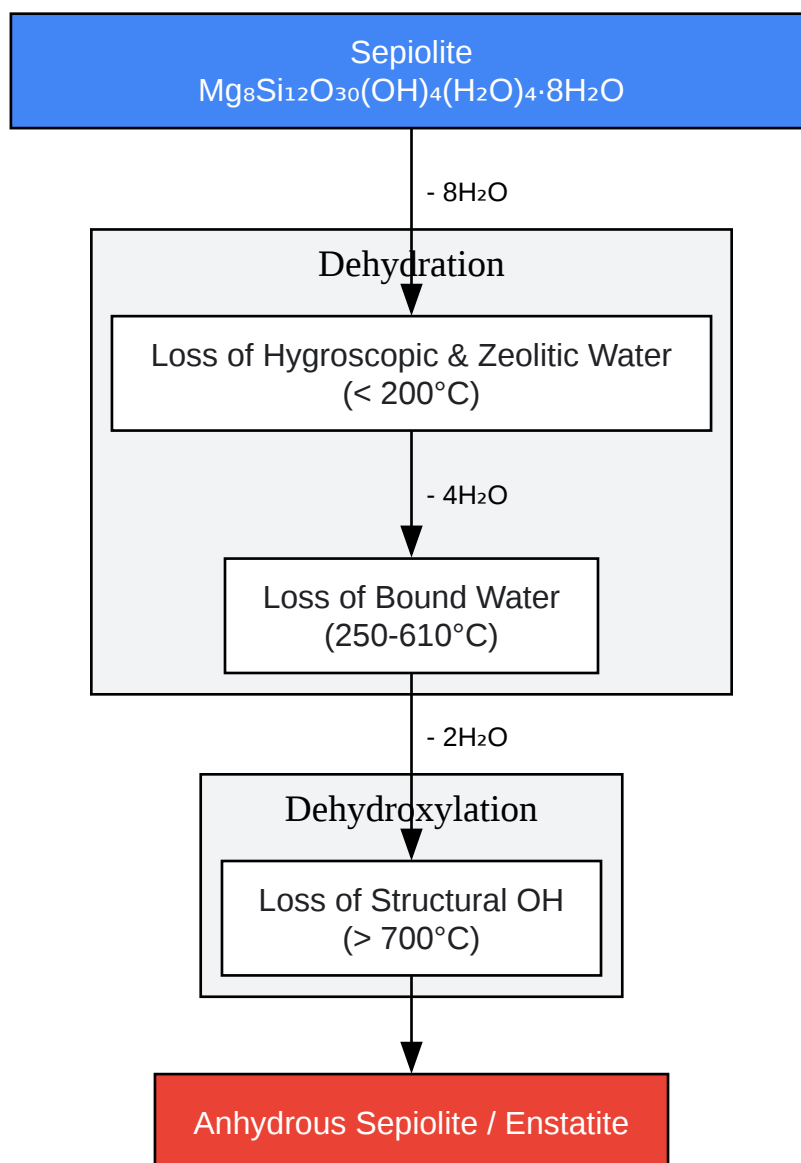 Sepiolite
Mg₈Si₁₂O₃₀(OH)₄(H₂O)₄·8H₂O
- 8H₂O
Dehydration
Loss of Hygroscopic & Zeolitic Water
(< 200°C)
- 4H₂O
Loss of Bound Water
(250-610°C)
- 2H₂O
Dehydroxylation
Loss of Structural OH
(> 700°C)
Anhydrous Sepiolite / Enstatite